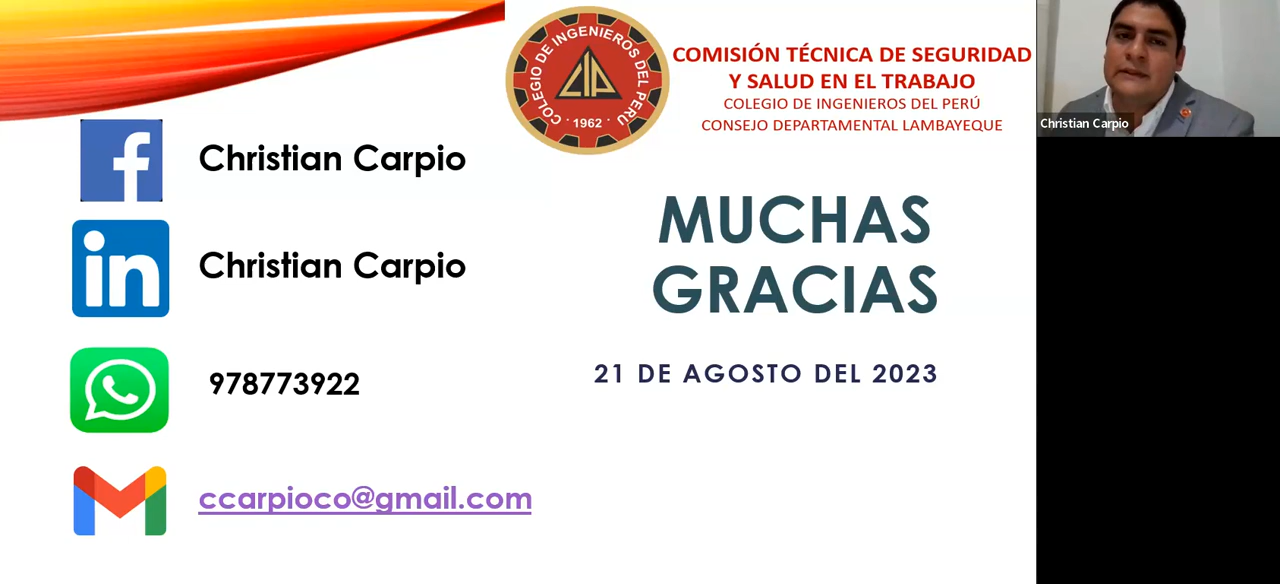 COLEGIO DE INGENIEROS DEL PERU
CIP
· 1962 ·
COMISIÓN TÉCNICA DE SEGURIDAD
Y SALUD EN EL TRABAJO
COLEGIO DE INGENIEROS DEL PERÚ
CONSEJO DEPARTAMENTAL LAMBAYEQUE
Christian Carpio
f
Christian Carpio
in
Christian Carpio
978773922
ccarpioco@gmail.com
MUCHAS
GRACIAS
21 DE AGOSTO DEL 2023